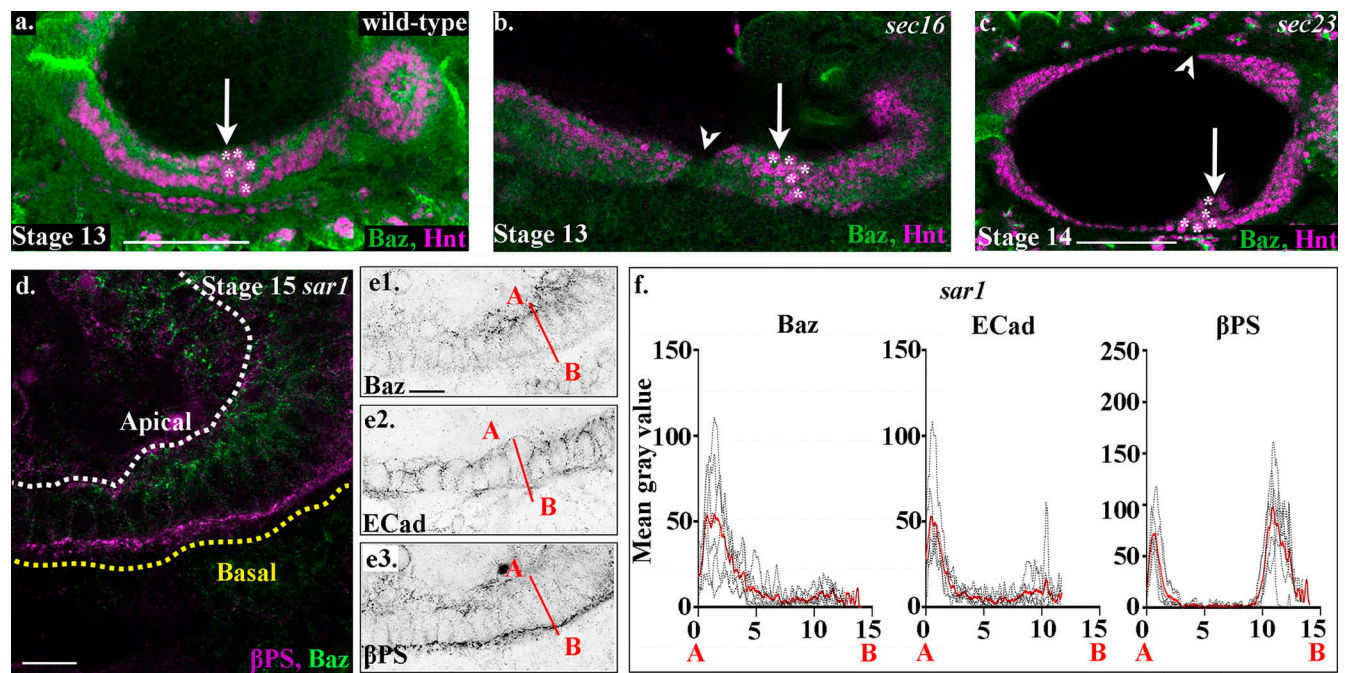 a. wild-type
Stage 13 Baz, Hnt
b. sec16
Stage 13 Baz, Hnt
c. sec23
Stage 14 Baz, Hnt
d. Stage 15 sar1
Apical
Basal
βPS, Baz
e1.
A
B
Baz
e2.
A
B
ECad
e3.
A
B
βPS
f.
sar1
Baz ECad βPS
Mean gray value
150
100
50
0
0 5 10 15
A B
150
100
50
0
0 5 10 15
A B
250
200
150
100
50
0
0 5 10 15
A B